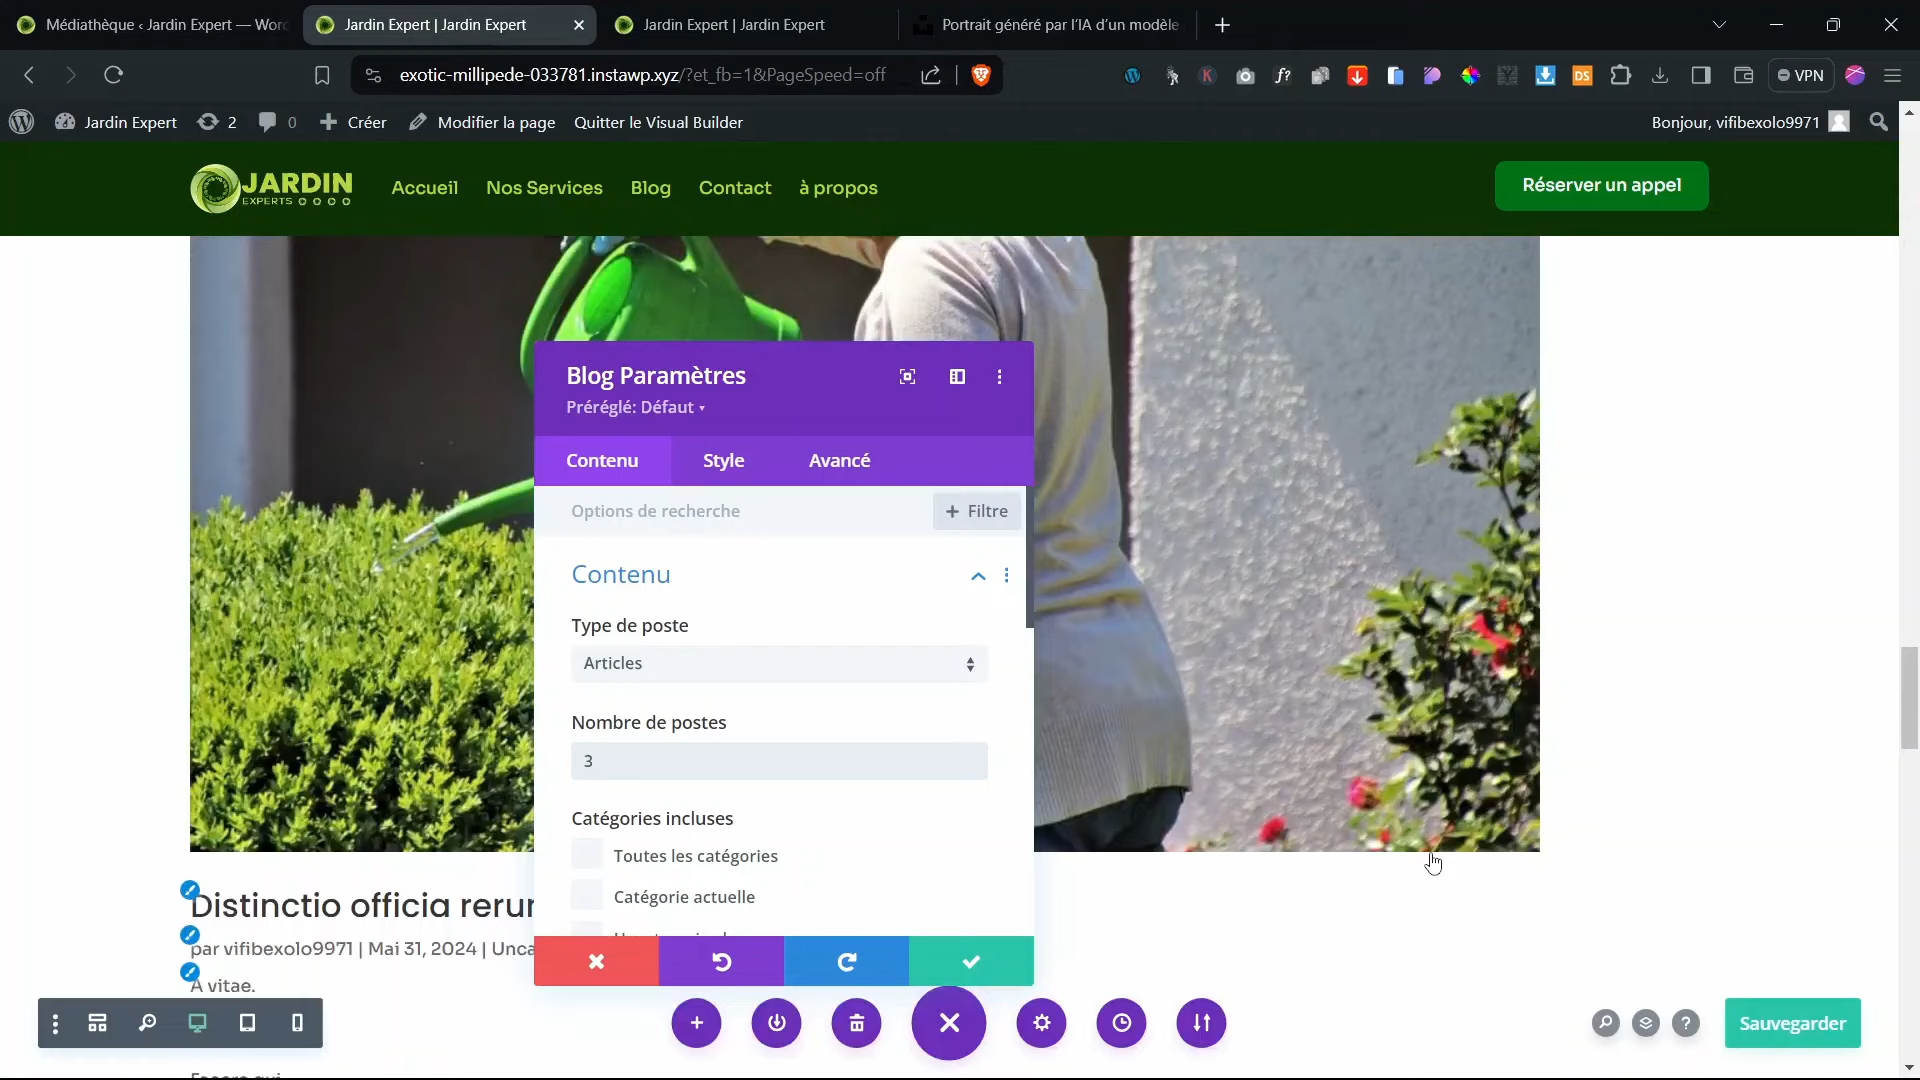 Médiathèque ‹ Jardin Expert — Wor
Jardin Expert | Jardin Expert
Jardin Expert | Jardin Expert
Portrait généré par l'IA d'un modèle
exotic-millipede-033781.instawp.xyz/?et_fb=1&PageSpeed=off
VPN
Jardin Expert
2
0
Créer
Modifier la page
Quitter le Visual Builder
Bonjour, vifibexolo9971
JARDIN
EXPERTS
Accueil
Nos Services
Blog
Contact
à propos
Réserver un appel
Blog Paramètres
Préréglé: Défaut
Contenu
Style
Avancé
Options de recherche
+ Filtre
Contenu
Type de poste
Articles
Nombre de postes
3
Catégories incluses
Toutes les catégories
Catégorie actuelle
Distinctio officia rerur
par vifibexolo9971 | Mai 31, 2024 | Unca
A vitae.
Sauvegarder